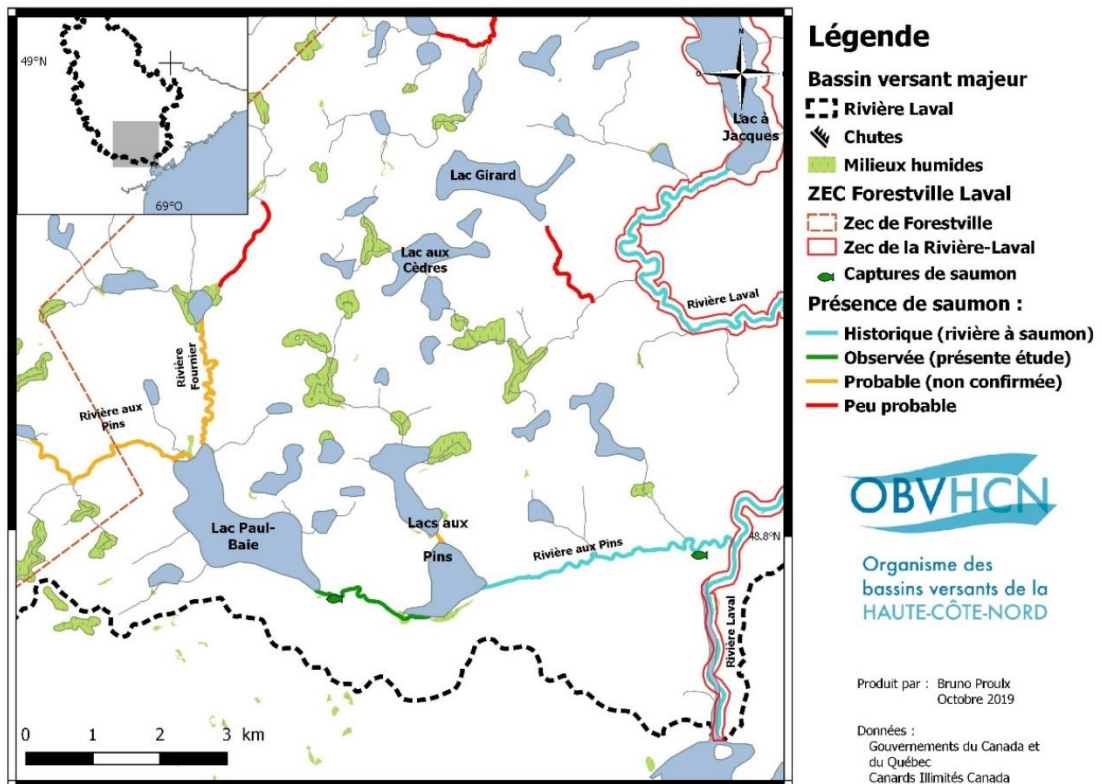 49°N
69°O
N
O
Lac à
Jacques
Lac Girard
Lac aux
Cèdres
Rivière Laval
Rivière
Fournier
Rivière aux
Pins
Lac Paul-
Baie
Lacs aux
Pins
Rivière aux Pins
48.8°N
Rivière Laval
0 1 2 3 km
Légende
Bassin versant majeur
Rivière Laval
Chutes
Milieux humides
ZEC Forestville Laval
Zec de Forestville
Zec de la Rivière-Laval
Captures de saumon
Présence de saumon :
Historique (rivière à saumon)
Observée (présente étude)
Probable (non confirmée)
Peu probable
OBVHCN
Organisme des
bassins versants de la
HAUTE-CÔTE-NORD
Produit par : Bruno Proulx
Octobre 2019
Données :
Gouvernements du Canada et
du Québec
Canards Illimités Canada